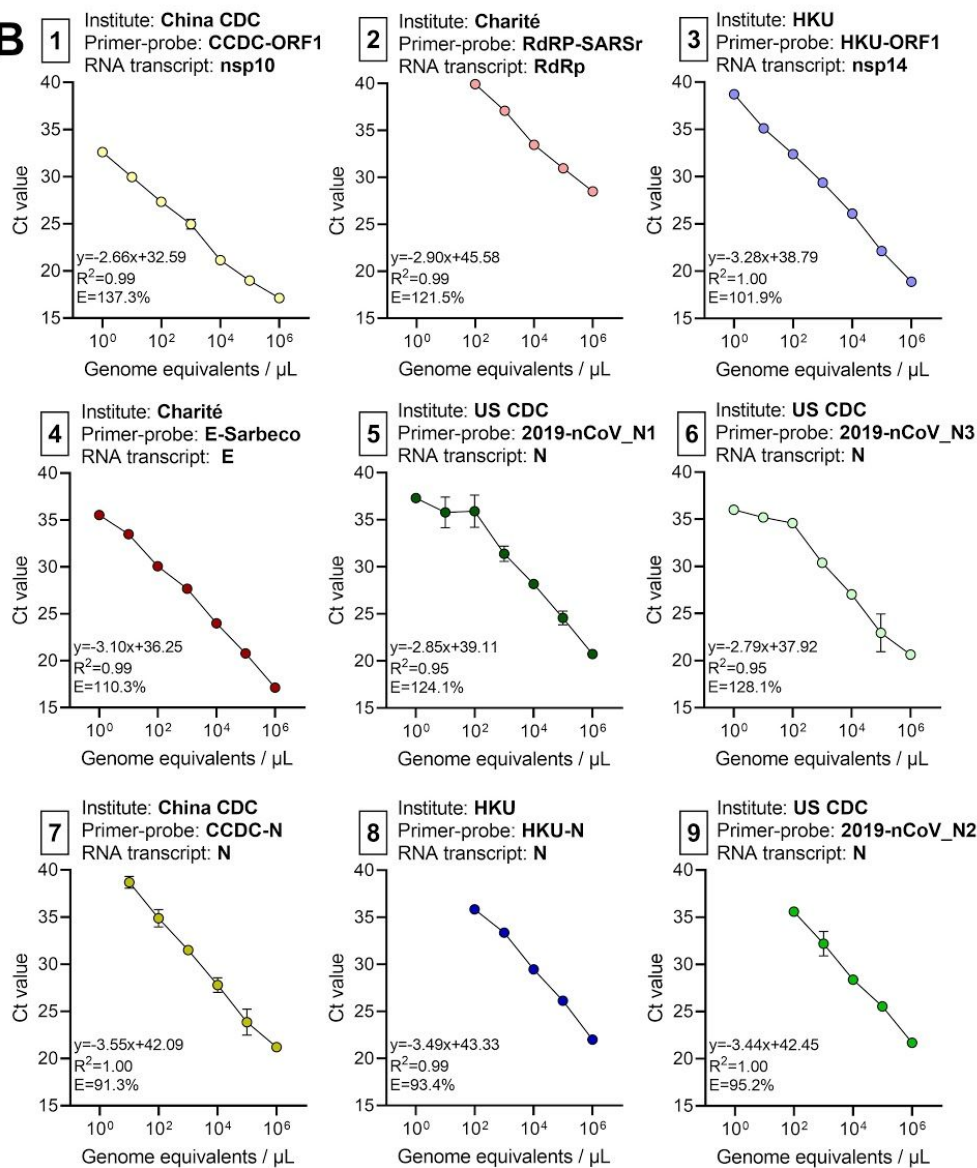 B
1
Institute: China CDC
Primer-probe: CCDC-ORF1
RNA transcript: nsp10
40
35
30
25
20
15
Ct value
y=-2.66x+32.59
R²=0.99
E=137.3%
10⁰ 10² 10⁴ 10⁶
Genome equivalents / µL
2
Institute: Charité
Primer-probe: RdRP-SARSr
RNA transcript: RdRp
40
35
30
25
20
15
Ct value
y=-2.90x+45.58
R²=0.99
E=121.5%
10⁰ 10² 10⁴ 10⁶
Genome equivalents / µL
3
Institute: HKU
Primer-probe: HKU-ORF1
RNA transcript: nsp14
40
35
30
25
20
15
Ct value
y=-3.28x+38.79
R²=1.00
E=101.9%
10⁰ 10² 10⁴ 10⁶
Genome equivalents / µL
4
Institute: Charité
Primer-probe: E-Sarbeco
RNA transcript: E
40
35
30
25
20
15
Ct value
y=-3.10x+36.25
R²=0.99
E=110.3%
10⁰ 10² 10⁴ 10⁶
Genome equivalents / µL
5
Institute: US CDC
Primer-probe: 2019-nCoV_N1
RNA transcript: N
40
35
30
25
20
15
Ct value
y=-2.85x+39.11
R²=0.95
E=124.1%
10⁰ 10² 10⁴ 10⁶
Genome equivalents / µL
6
Institute: US CDC
Primer-probe: 2019-nCoV_N3
RNA transcript: N
40
35
30
25
20
15
Ct value
y=-2.79x+37.92
R²=0.95
E=128.1%
10⁰ 10² 10⁴ 10⁶
Genome equivalents / µL
7
Institute: China CDC
Primer-probe: CCDC-N
RNA transcript: N
40
35
30
25
20
15
Ct value
y=-3.55x+42.09
R²=1.00
E=91.3%
10⁰ 10² 10⁴ 10⁶
Genome equivalents / µL
8
Institute: HKU
Primer-probe: HKU-N
RNA transcript: N
40
35
30
25
20
15
Ct value
y=-3.49x+43.33
R²=0.99
E=93.4%
10⁰ 10² 10⁴ 10⁶
Genome equivalents / µL
9
Institute: US CDC
Primer-probe: 2019-nCoV_N2
RNA transcript: N
40
35
30
25
20
15
Ct value
y=-3.44x+42.45
R²=1.00
E=95.2%
10⁰ 10² 10⁴ 10⁶
Genome equivalents / µL